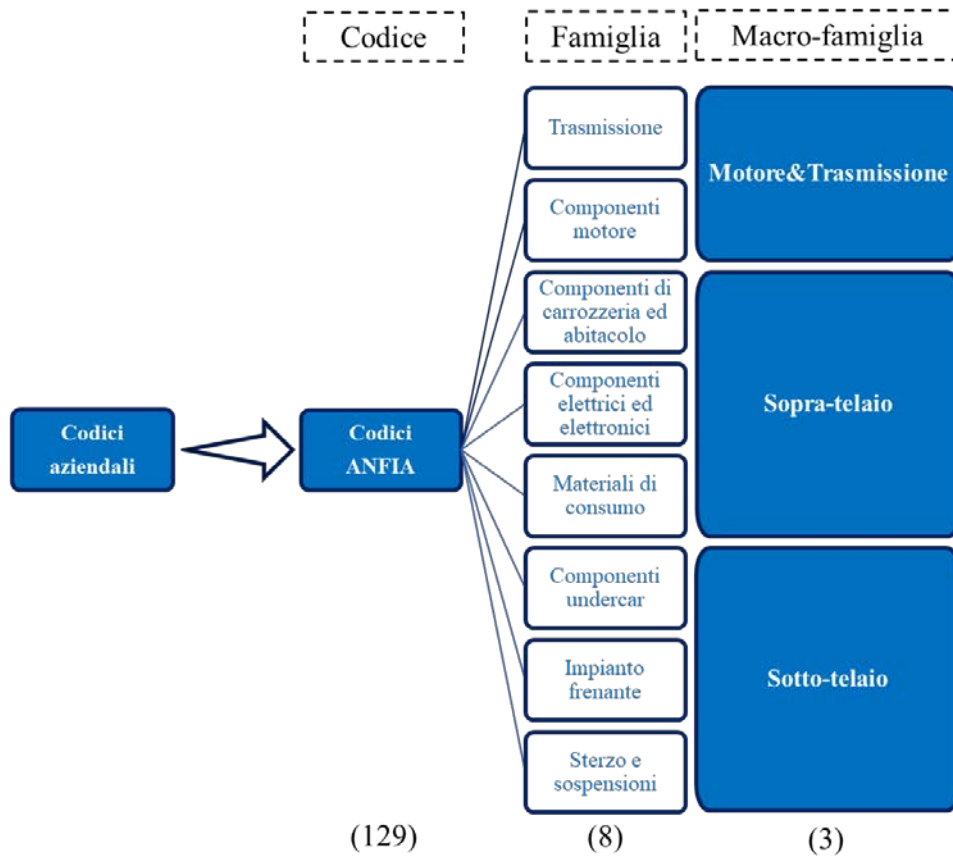 Codice
Famiglia
Macro-famiglia
Trasmissione
Motore&Trasmissione
Componenti
motore
Componenti di
carrozzeria ed
abitacolo
Sopra-telaio
Componenti
elettrici ed
elettronici
Codici
aziendali
Codici
ANFIA
Materiali di
consumo
Componenti
undercar
Sotto-telaio
Impianto
frenante
Sterzo e
sospensioni
(129)
(8)
(3)